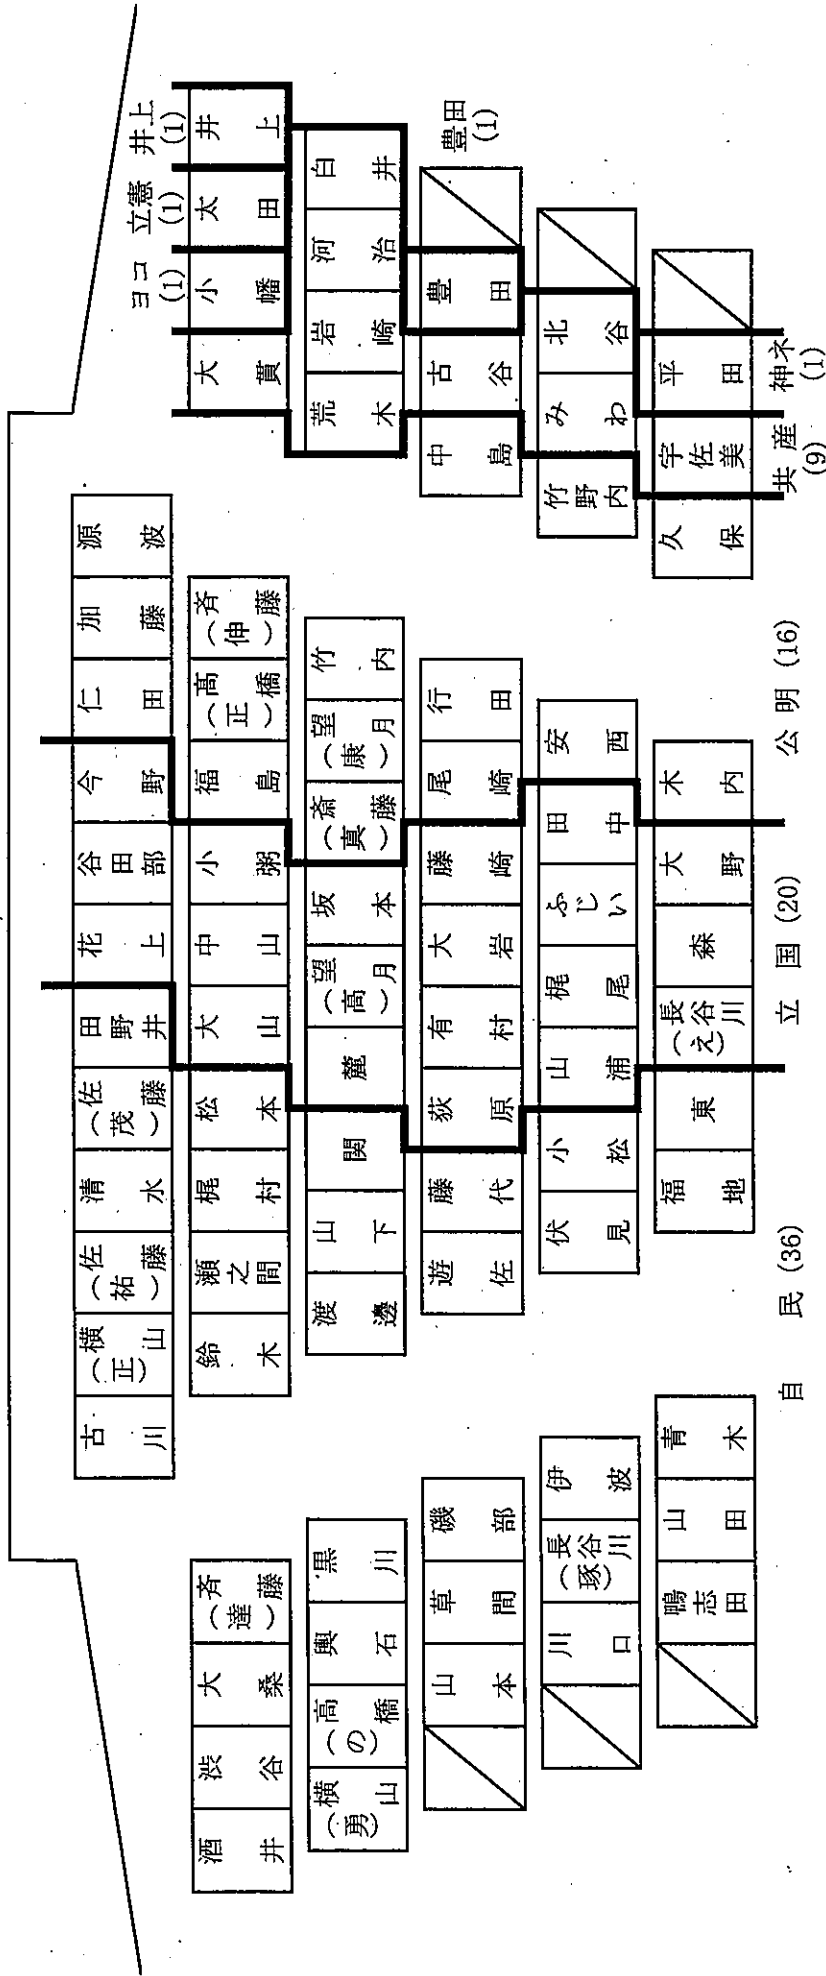 古川 横山(正) 佐藤(祐) 清水 佐藤(茂) 田野井 花上 谷田部 今野 仁田 加藤 源波
ヨコ(1) 立憲(1) 井上(1)
酒井 渋谷 大桑 斉藤(達) 鈴木 瀬之間 梶村 松本 大山 中山 小粥 福島 髙橋(正) 斉藤(伸) 大貫 小幡 太田 井上
横山(勇) 高橋(の) 輿石 黒川 渡邊 山下 関 麓 望月(高) 坂本 斎藤(真) 望月(康) 竹内 荒木 岩崎 河治 白井
山本 草間 磯部 遊佐 藤代 荻原 有村 大岩 藤崎 尾崎 行田 中島 古谷 豊田 豊田(1)
川口 長谷川(琢) 伊波 伏見 小松 山浦 梶尾 ふじい 田中 安西 竹野内 みわ 北谷
鴨志田 山田 青木 福地 東 長谷川(え) 森 大野 木内 久保 宇佐美 平田
自民(36) 立国(20) 公明(16) 共産(9) 神ネ(1)